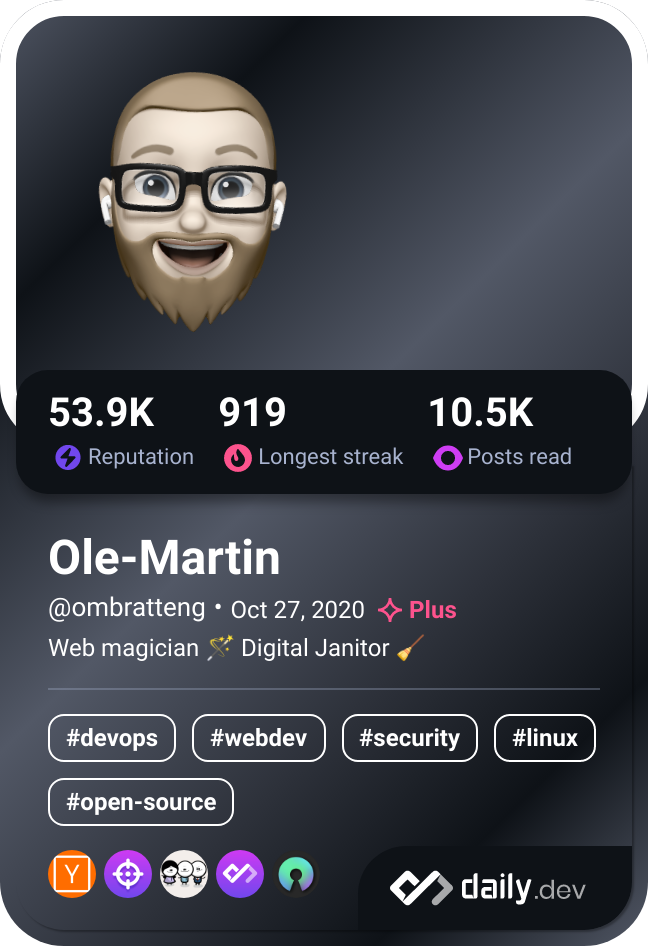 53.9K 919 10.5K
Reputation Longest streak Posts read
Ole-Martin
@ombratteng • Oct 27, 2020 Plus
Web magician 🪄 Digital Janitor 🧹
#devops #webdev #security #linux
#open-source
Y
daily.dev